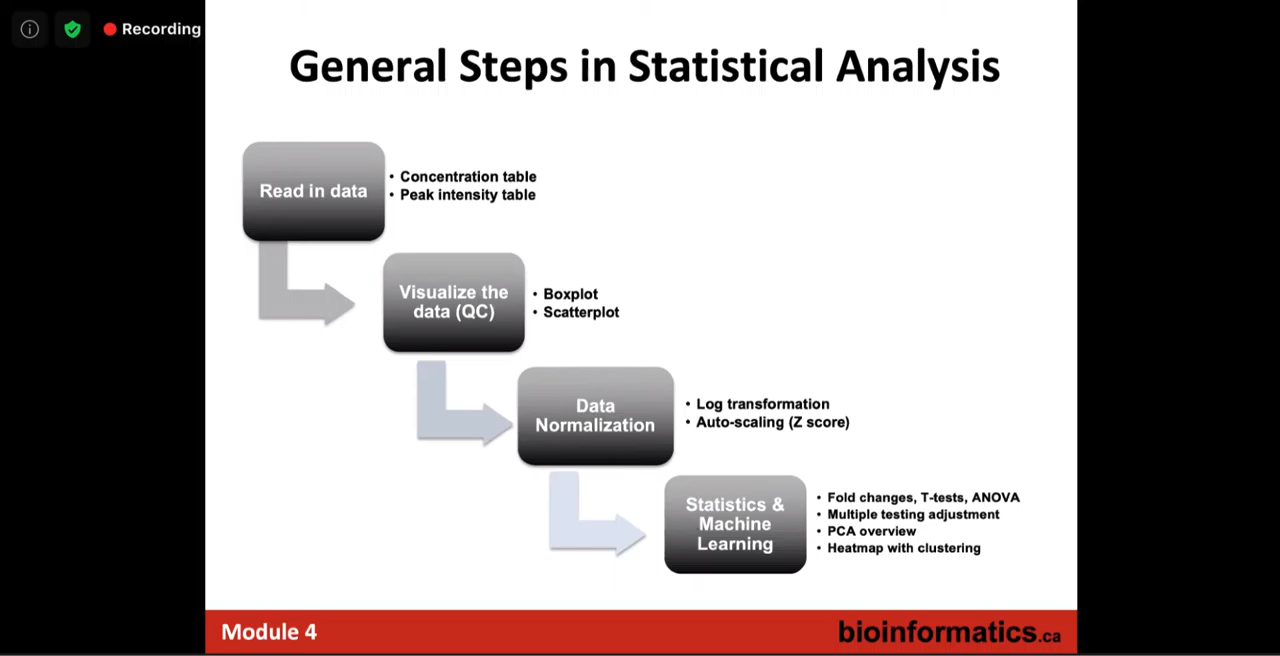 Recording
General Steps in Statistical Analysis
Read in data
• Concentration table
• Peak intensity table
Visualize the
data (QC)
• Boxplot
• Scatterplot
Data
Normalization
• Log transformation
• Auto-scaling (Z score)
Statistics &
Machine
Learning
• Fold changes, T-tests, ANOVA
• Multiple testing adjustment
• PCA overview
• Heatmap with clustering
Module 4
bioinformatics.ca